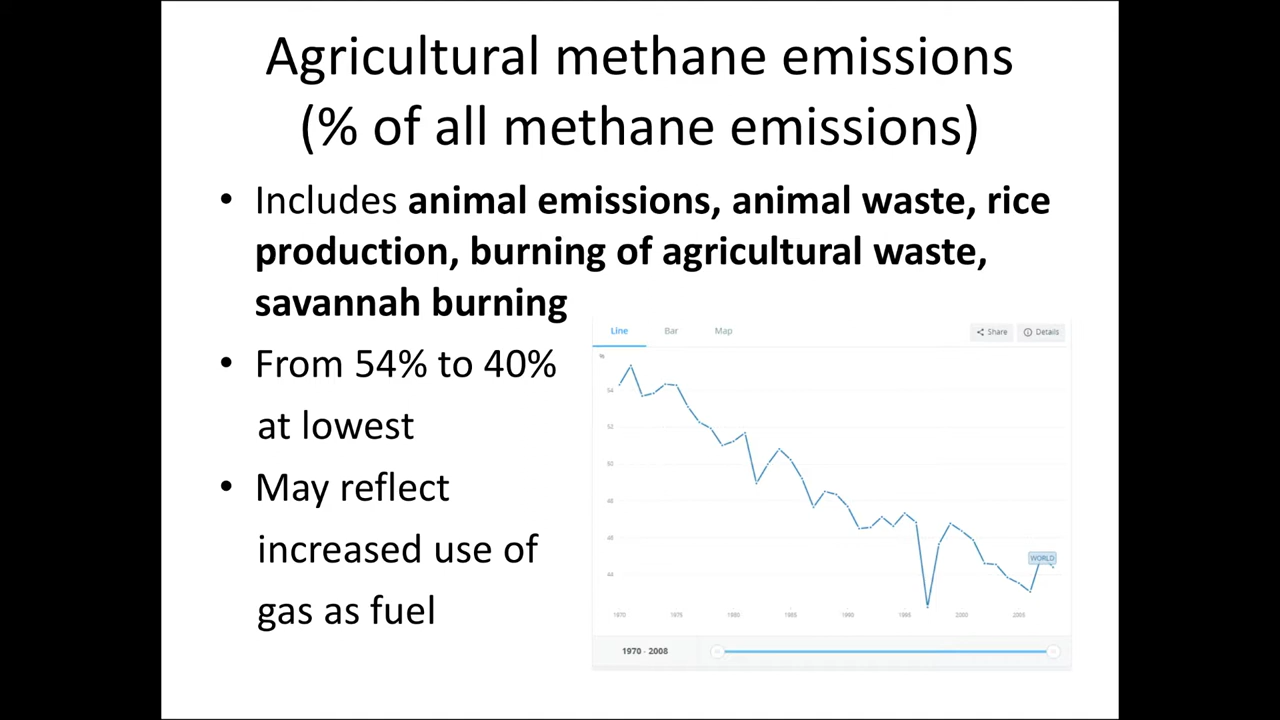 Agricultural methane emissions
(% of all methane emissions)
• Includes animal emissions, animal waste, rice
production, burning of agricultural waste,
savannah burning
• From 54% to 40%
at lowest
• May reflect
increased use of
gas as fuel
Line Bar Map Share Details
%
54
52
50
48
46
44
WORLD
1970 1975 1980 1985 1990 1995 2000 2005
1970 - 2008